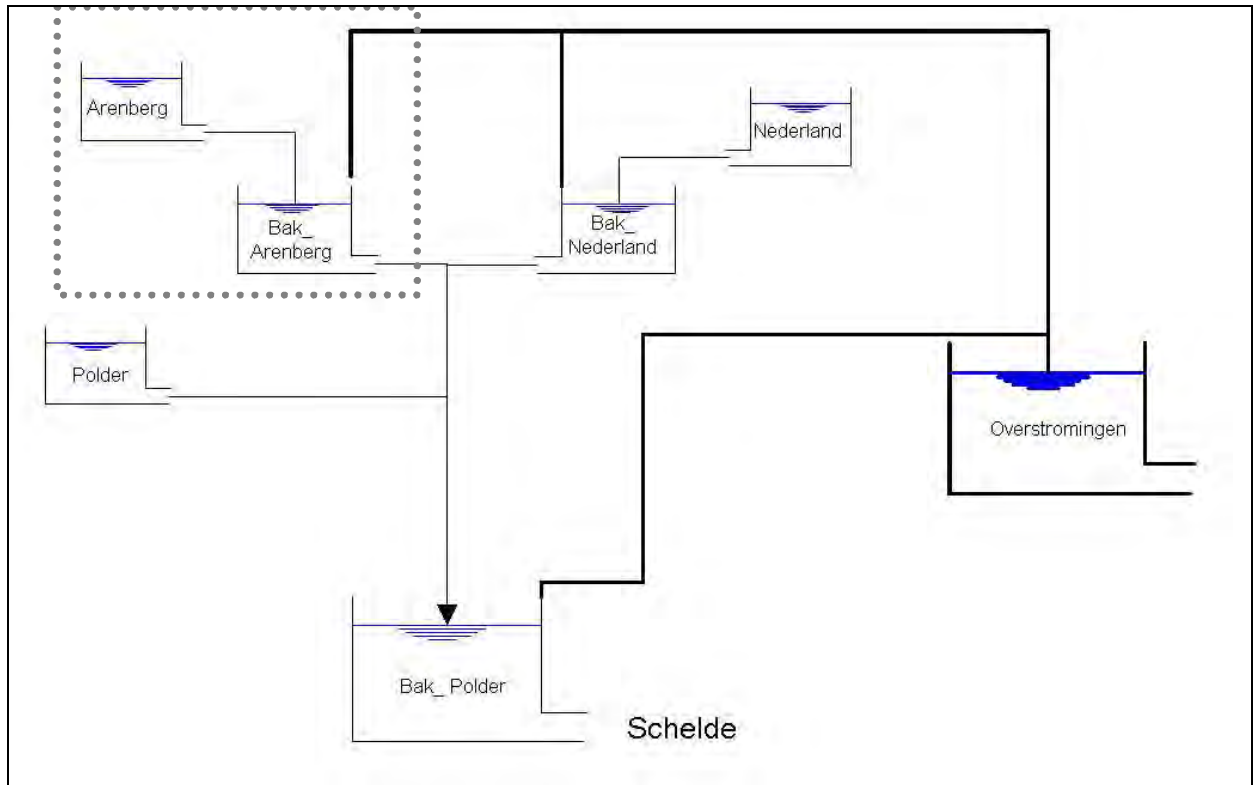 Arenberg
Nederland
Bak_
Arenberg
Bak_
Nederland
Polder
Overstromingen
Bak_ Polder
Schelde